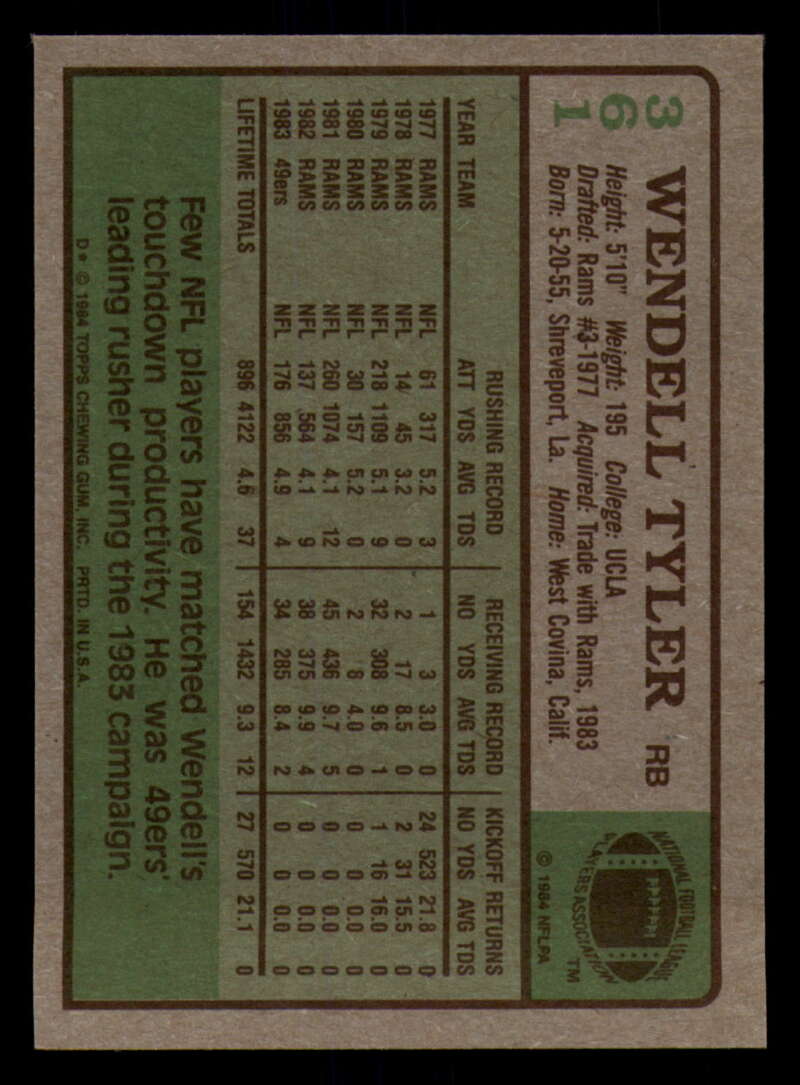 361
WENDELL TYLER RB
Height: 5'10" Weight: 195 College: UCLA
Drafted: Rams #3-1977 Acquired: Trade with Rams, 1983
Born: 5-20-55, Shreveport, La. Home: West Covina, Calif.
NATIONAL FOOTBALL LEAGUE
PLAYERS ASSOCIATION
TM
© 1984 NFLPA
RUSHING RECORD RECEIVING RECORD KICKOFF RETURNS
YEAR TEAM ATT YDS AVG TDS NO YDS AVG TDS NO YDS AVG TDS
1977 RAMS NFL 61 317 5.2 3 1 3 3.0 0 24 523 21.8 0
1978 RAMS NFL 14 45 3.2 0 2 17 8.5 0 2 31 15.5 0
1979 RAMS NFL 218 1109 5.1 9 32 308 9.6 1 1 16 16.0 0
1980 RAMS NFL 30 157 5.2 0 2 8 4.0 0 0 0 0.0 0
1981 RAMS NFL 260 1074 4.1 12 45 436 9.7 5 0 0 0.0 0
1982 RAMS NFL 137 564 4.1 9 38 375 9.9 4 0 0 0.0 0
1983 49ers NFL 176 856 4.9 4 34 285 8.4 2 0 0 0.0 0
LIFETIME TOTALS 896 4122 4.6 37 154 1432 9.3 12 27 570 21.1 0
Few NFL players have matched Wendell's
touchdown productivity. He was 49ers'
leading rusher during the 1983 campaign.
D* © 1984 TOPPS CHEWING GUM, INC. PRTD. IN U.S.A.